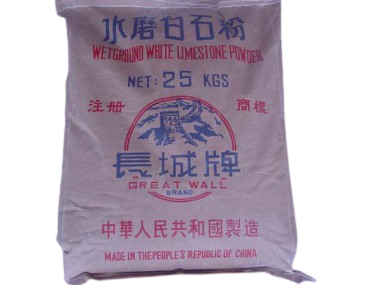 水磨白石粉
WETGROUND WHITE LIMESTONE POWDER
NET: 25 KGS
注册 商標
長城牌
GREAT WALL
BRAND
中華人民共和國製造
MADE IN THE PEOPLE'S REPUBLIC OF CHINA